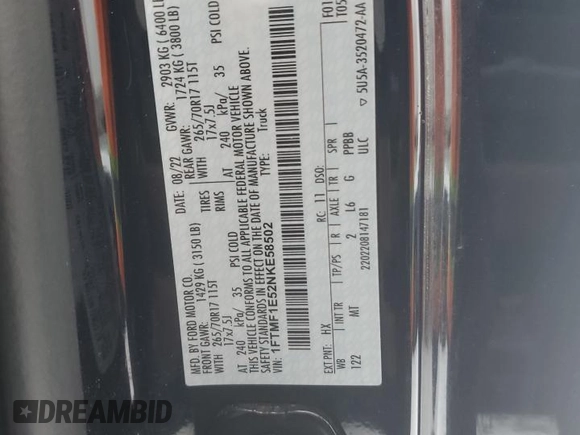 MFD. BY FORD MOTOR CO.
DATE: 08/22 GVWR: 2903 KG ( 6400 LB
FRONT GAWR: 1429 KG ( 3150 LB) REAR GAWR: 1724 KG ( 3800 LB)
WITH 265/70R17 115T TIRES WITH 265/70R17 115T
17x7.5J 17x7.5J
AT 240 kPa/ 35 PSI COLD AT 240 kPa/ 35 PSI COLD
THIS VEHICLE CONFORMS TO ALL APPLICABLE FEDERAL MOTOR VEHICLE
SAFETY STANDARDS IN EFFECT ON THE DATE OF MANUFACTURE SHOWN ABOVE.
VIN: 1FTMF1E52NKE58502 TYPE: Truck
F01
T05
EXT PNT: HX RC: 11 DSO:
WB INT TR TP/PS R AXLE TR SPR
122 MT 2 L6 G PPBB
ULC
2202208147181
▽ 5U5A-3520472-AA
DREAMBID